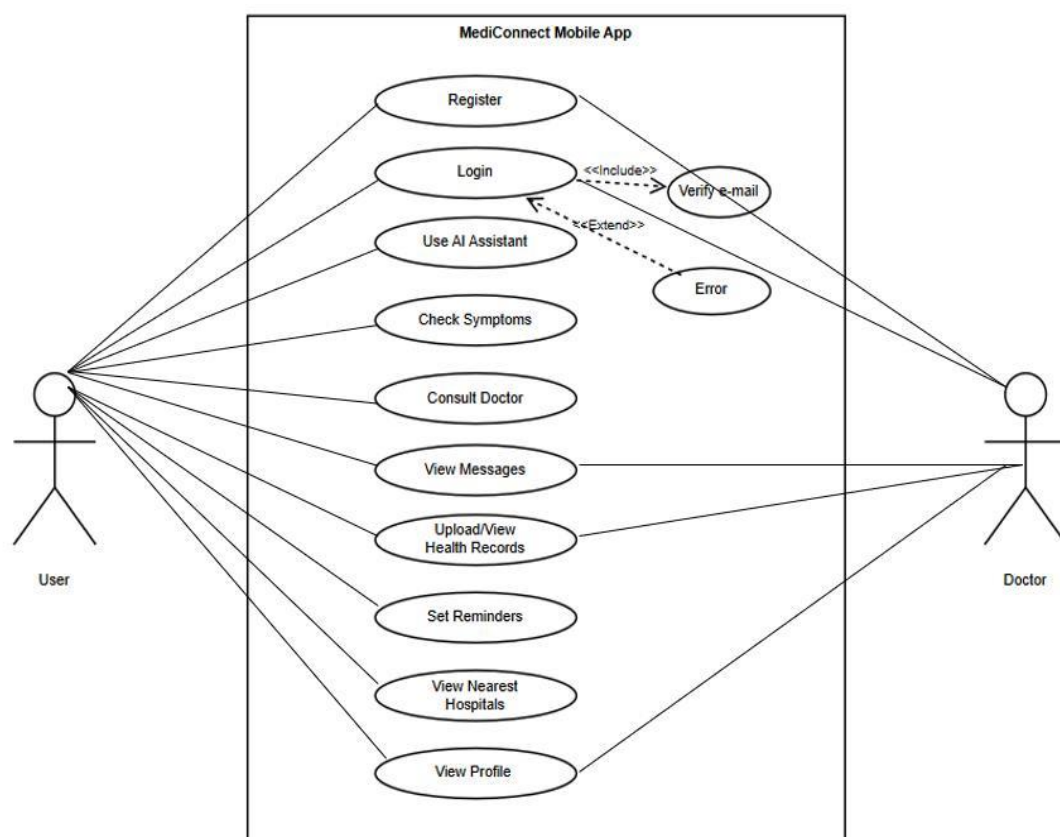 MediConnect Mobile App
Register
Login
<<Include>>
Verify e-mail
<<Extend>>
Use AI Assistant
Error
Check Symptoms
Consult Doctor
View Messages
Upload/View
Health Records
User
Doctor
Set Reminders
View Nearest
Hospitals
View Profile